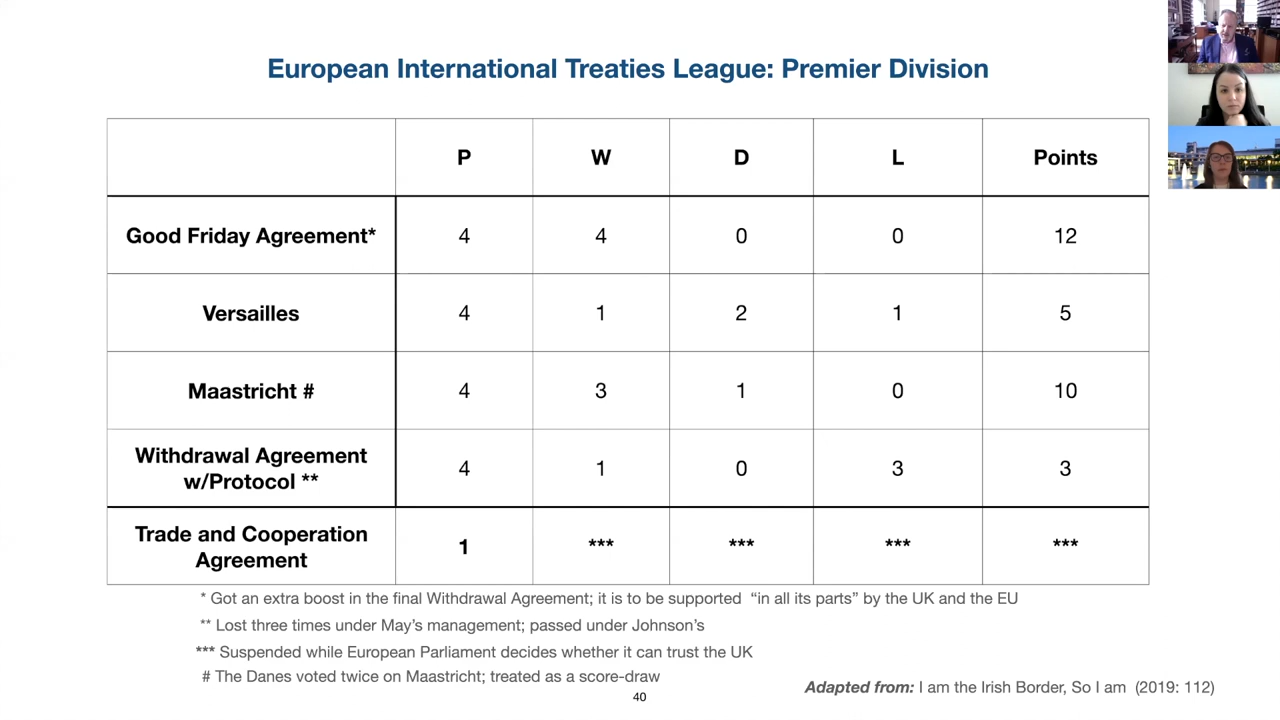 European International Treaties League: Premier Division
P W D L Points
Good Friday Agreement* 4 4 0 0 12
Versailles 4 1 2 1 5
Maastricht # 4 3 1 0 10
Withdrawal Agreement
w/Protocol ** 4 1 0 3 3
Trade and Cooperation
Agreement 1 *** *** *** ***
* Got an extra boost in the final Withdrawal Agreement; it is to be supported “in all its parts” by the UK and the EU
** Lost three times under May’s management; passed under Johnson’s
*** Suspended while European Parliament decides whether it can trust the UK
# The Danes voted twice on Maastricht; treated as a score-draw
Adapted from: I am the Irish Border, So I am (2019: 112)
40